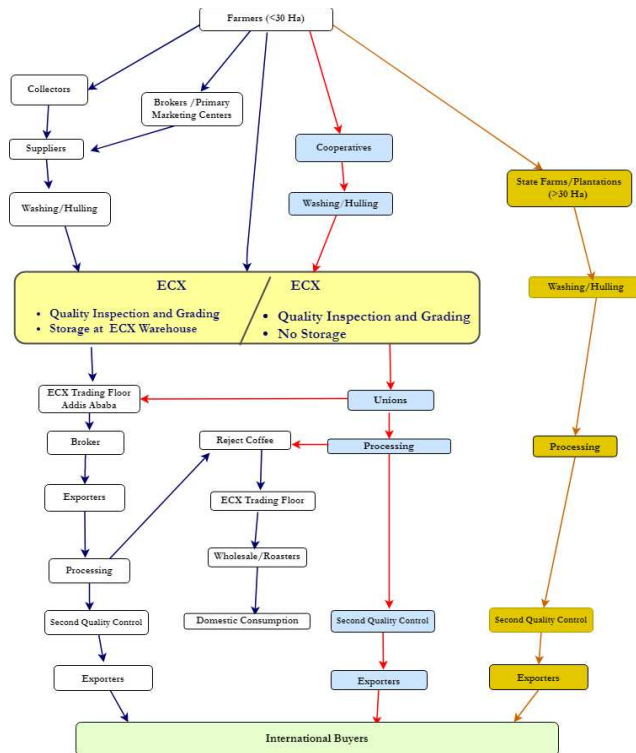 Farmers (<30 Ha)
Collectors
Brokers /Primary
Marketing Centers
Suppliers
Cooperatives
State Farms/Plantations
(>30 Ha)
Washing/Hulling
Washing/Hulling
Washing/Hulling
ECX
• Quality Inspection and Grading
• Storage at ECX Warehouse
ECX
• Quality Inspection and Grading
• No Storage
ECX Trading Floor
Addis Ababa
Unions
Broker
Reject Coffee
Processing
Processing
Exporters
ECX Trading Floor
Processing
Wholesale/Roasters
Second Quality Control
Domestic Consumption
Second Quality Control
Second Quality Control
Exporters
Exporters
Exporters
International Buyers